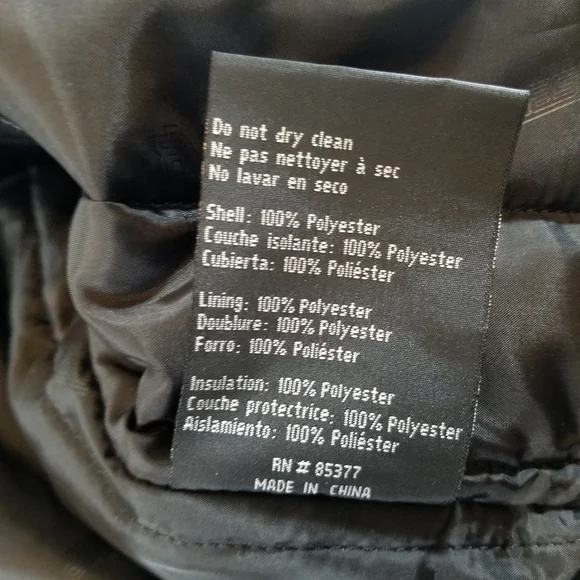 Do not dry clean
Ne pas nettoyer à sec
No lavar en seco
Shell: 100% Polyester
Couche isolante: 100% Polyester
Cubierta: 100% Poliéster
Lining: 100% Polyester
Doublure: 100% Polyester
Forro: 100% Poliéster
Insulation: 100% Polyester
Couche protectrice: 100% Polyester
Aislamiento: 100% Poliéster
RN # 85377
MADE IN CHINA